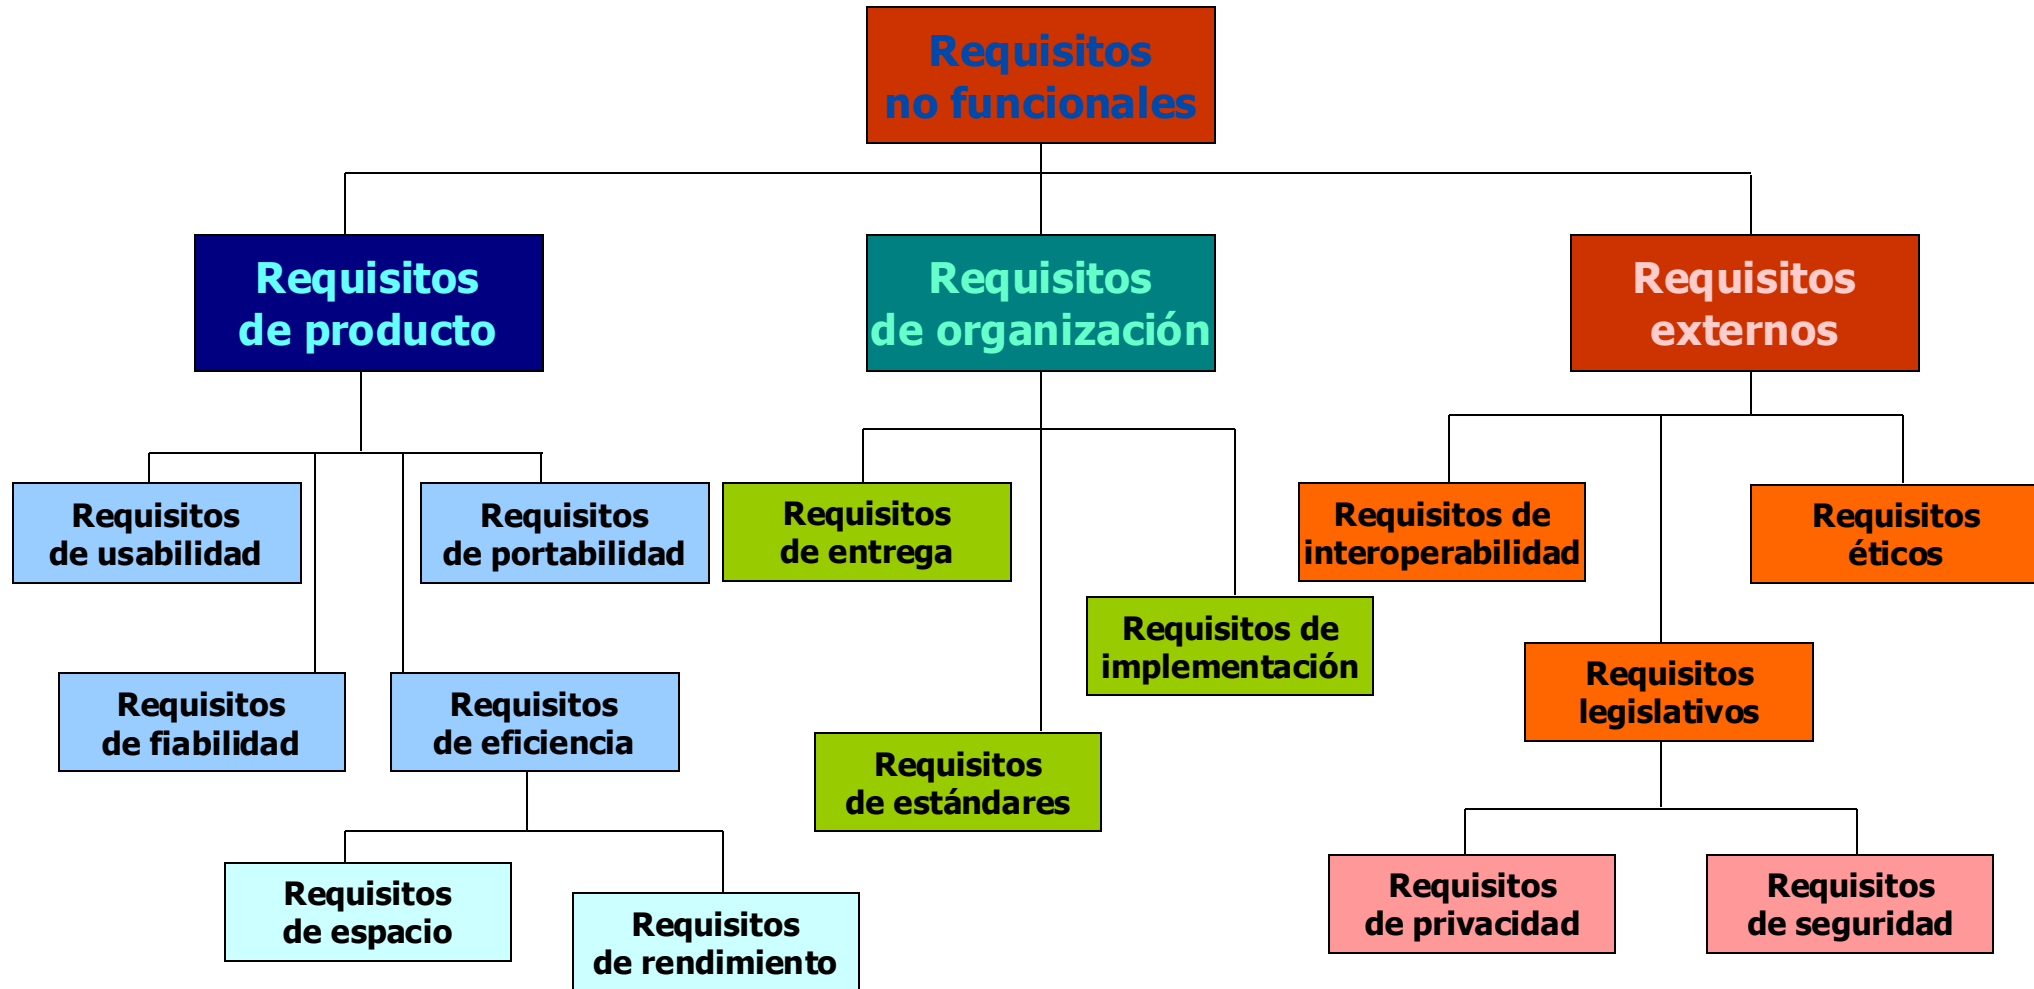 Requisitos
no funcionales
Requisitos
de producto
Requisitos
de organización
Requisitos
externos
Requisitos
de usabilidad
Requisitos
de portabilidad
Requisitos
de entrega
Requisitos de
interoperabilidad
Requisitos
éticos
Requisitos de
implementación
Requisitos
legislativos
Requisitos
de fiabilidad
Requisitos
de eficiencia
Requisitos
de estándares
Requisitos
de espacio
Requisitos
de rendimiento
Requisitos
de privacidad
Requisitos
de seguridad